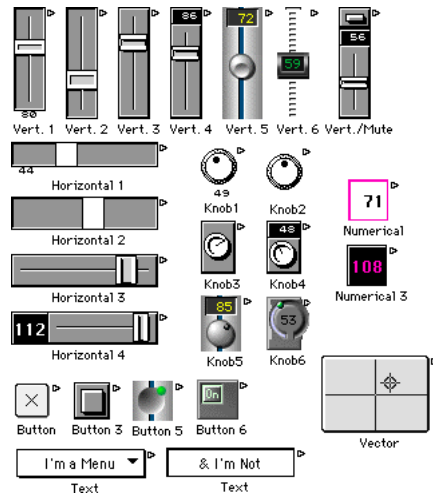 86
72
56
59
80
Vert. 1 Vert. 2 Vert. 3 Vert. 4 Vert. 5 Vert. 6 Vert./Mute
44
Horizontal 1
49
Knob1 Knob2
71
Numerical
Horizontal 2
48
Knob3 Knob4
108
Numerical 3
Horizontal 3
112
Horizontal 4
85
53
Knob5 Knob6
On
Button Button 3 Button 5 Button 6
Vector
I'm a Menu & I'm Not
Text Text